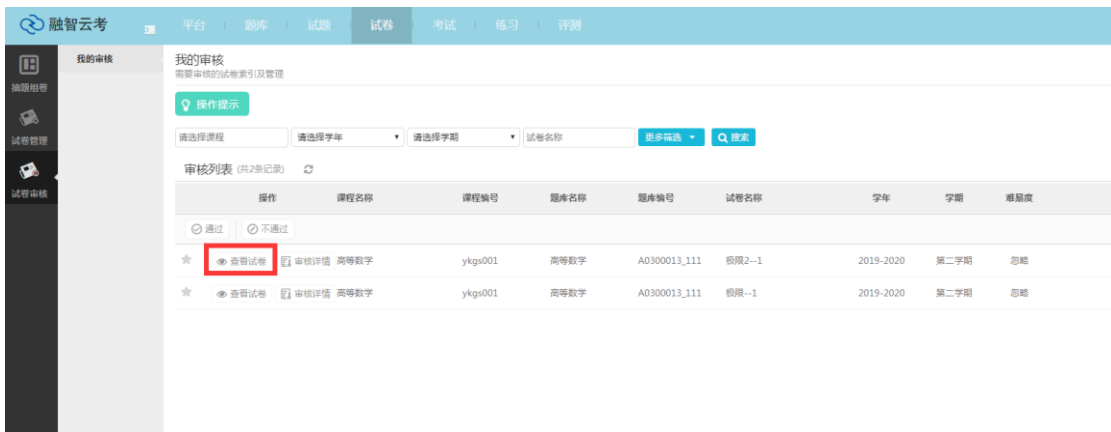 融智云考
平台 题库 试题 试卷 考试 练习 评测
抽题组卷
试卷管理
试卷审核
我的审核
我的审核
需要审核的试卷索引及管理
操作提示
请选择课程 请选择学年 请选择学期 试卷名称 更多筛选 搜索
审核列表 (共2条记录)
操作 课程名称 课程编号 题库名称 题库编号 试卷名称 学年 学期 难易度
通过 不通过
查看试卷 审核详情 高等数学 ykgs001 高等数学 A0300013_111 极限2--1 2019-2020 第二学期 忽略
查看试卷 审核详情 高等数学 ykgs001 高等数学 A0300013_111 极限--1 2019-2020 第二学期 忽略